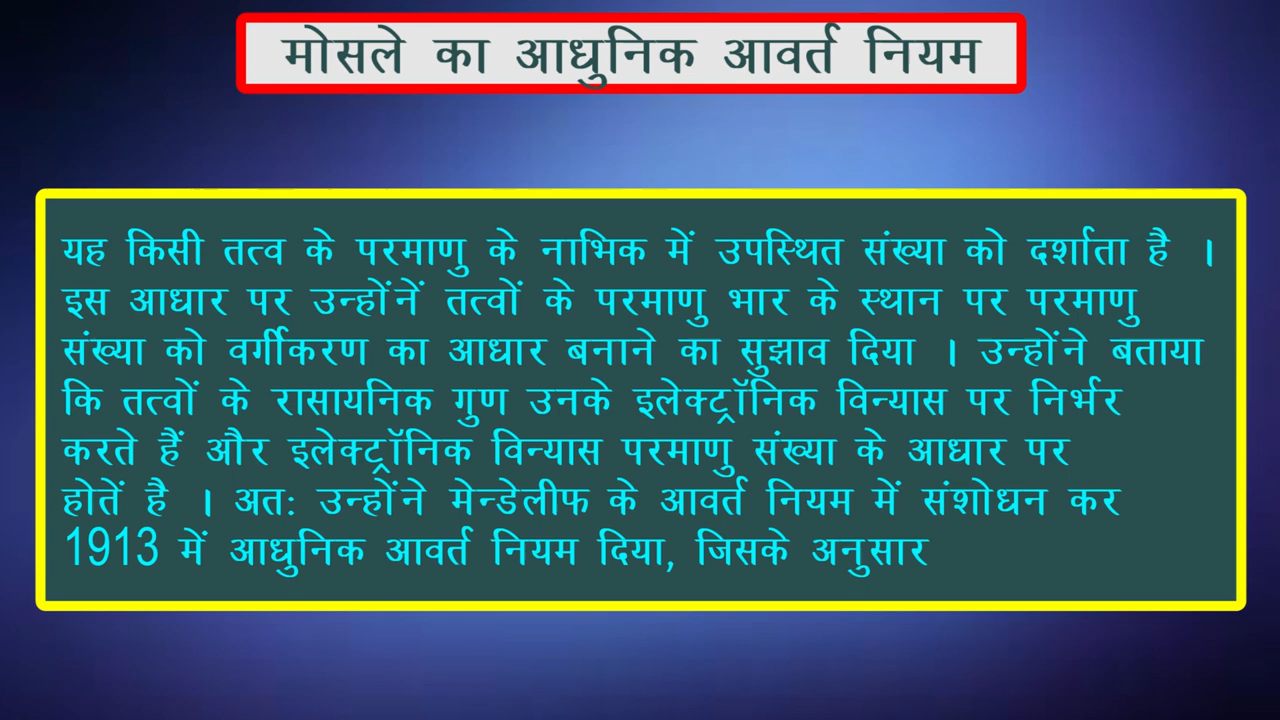 मोसले का आधुनिक आवर्त नियम
यह किसी तत्व के परमाणु के नाभिक में उपस्थित संख्या को दर्शाता है ।
इस आधार पर उन्होंनें तत्वों के परमाणु भार के स्थान पर परमाणु
संख्या को वर्गीकरण का आधार बनाने का सुझाव दिया । उन्होंने बताया
कि तत्वों के रासायनिक गुण उनके इलेक्ट्रॉनिक विन्यास पर निर्भर
करते हैं और इलेक्ट्रॉनिक विन्यास परमाणु संख्या के आधार पर
होतें है । अतः उन्होंने मेन्डेलीफ के आवर्त नियम में संशोधन कर
1913 में आधुनिक आवर्त नियम दिया, जिसके अनुसार